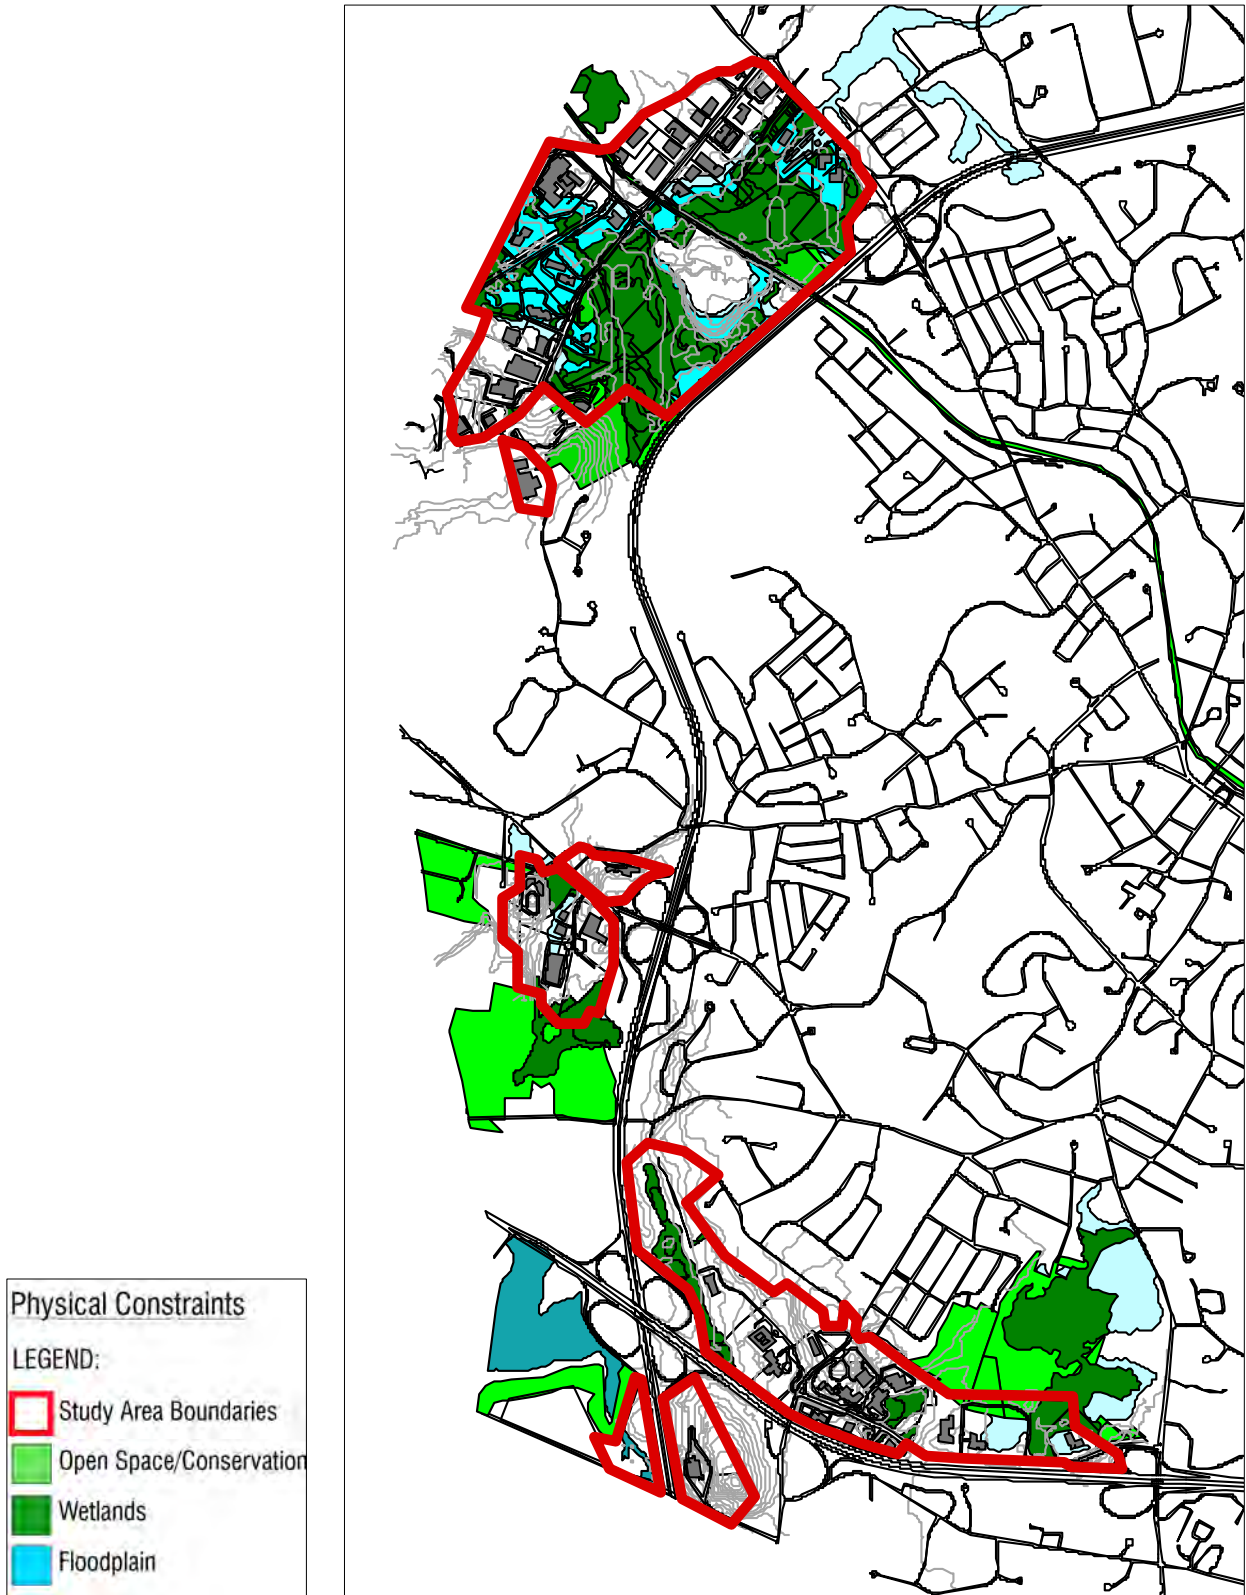 Physical Constraints
LEGEND:
Study Area Boundaries
Open Space/Conservation
Wetlands
Floodplain